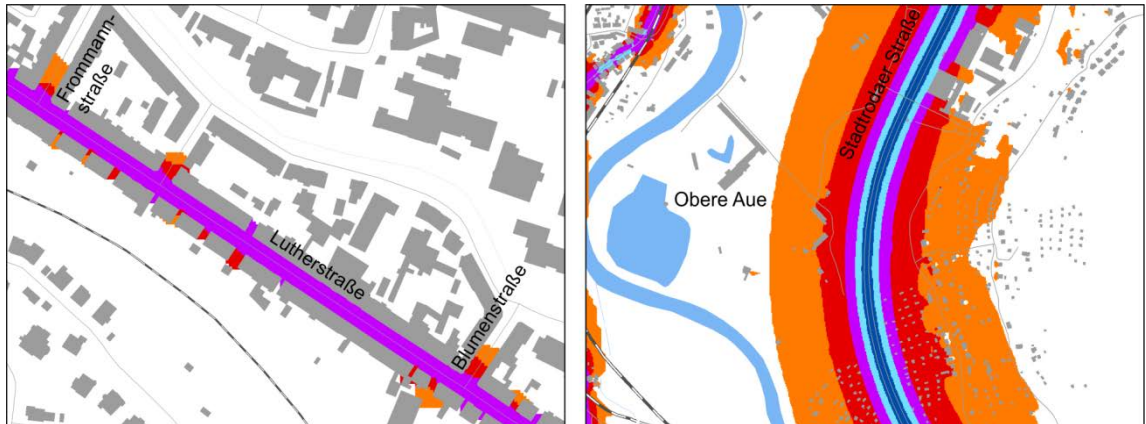 Frommann-
straße
Lutherstraße
Blumenstraße
Stadtrodaer Straße
Obere Aue